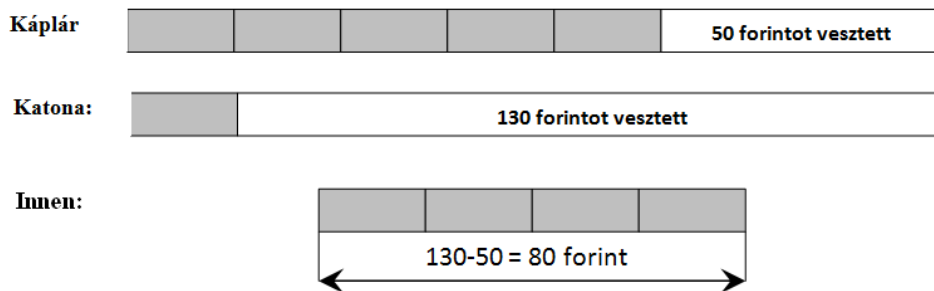 Káplár
50 forintot vesztett
Katona:
130 forintot vesztett
Innen:
130-50 = 80 forint